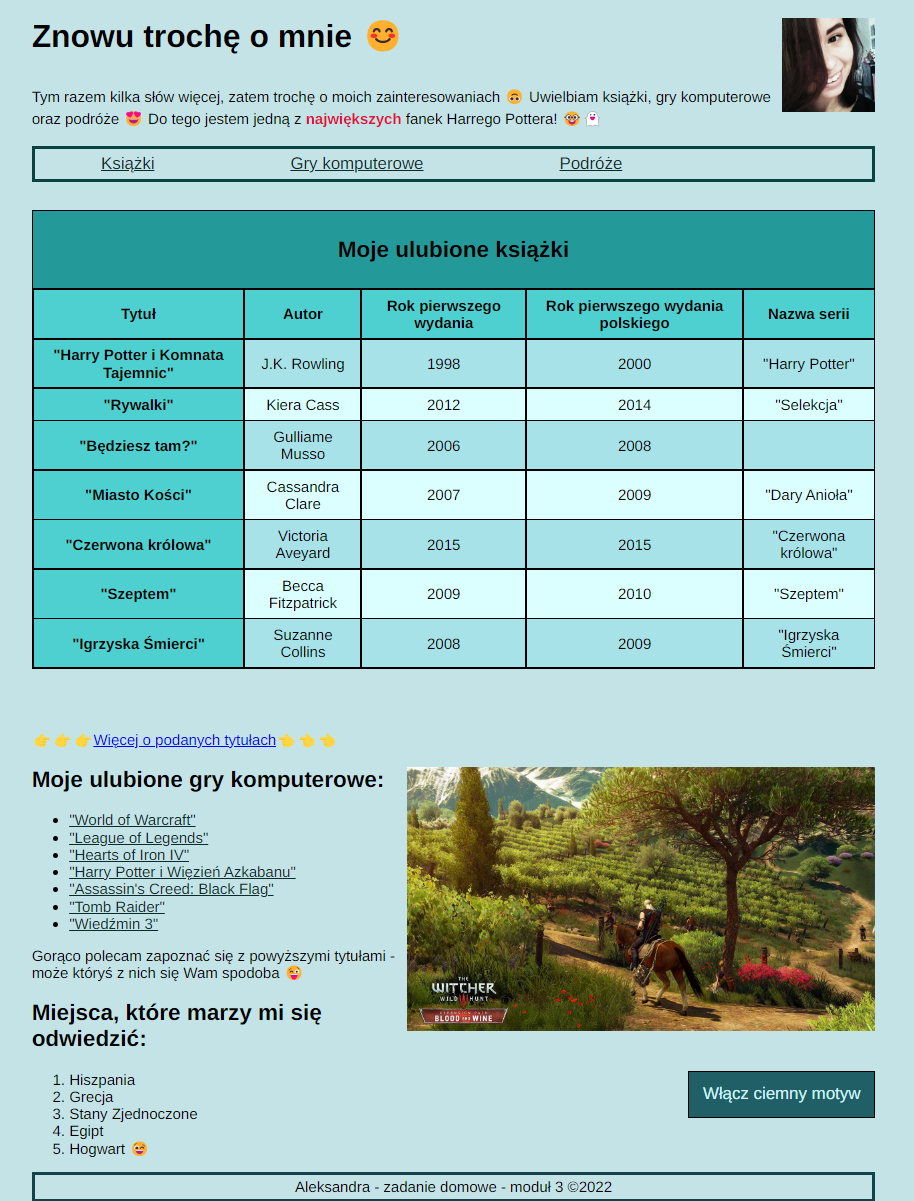 Znowu trochę o mnie 😊
Tym razem kilka słów więcej, zatem trochę o moich zainteresowaniach 🙃 Uwielbiam książki, gry komputerowe
oraz podróże 😍 Do tego jestem jedną z największych fanek Harrego Pottera! 🤓 👻
Książki Gry komputerowe Podróże
Moje ulubione książki
Tytuł Autor Rok pierwszego wydania Rok pierwszego wydania polskiego Nazwa serii
"Harry Potter i Komnata Tajemnic" J.K. Rowling 1998 2000 "Harry Potter"
"Rywalki" Kiera Cass 2012 2014 "Selekcja"
"Będziesz tam?" Gulliame Musso 2006 2008
"Miasto Kości" Cassandra Clare 2007 2009 "Dary Anioła"
"Czerwona królowa" Victoria Aveyard 2015 2015 "Czerwona królowa"
"Szeptem" Becca Fitzpatrick 2009 2010 "Szeptem"
"Igrzyska Śmierci" Suzanne Collins 2008 2009 "Igrzyska Śmierci"
👉👉👉Więcej o podanych tytułach👈👈👈
Moje ulubione gry komputerowe:
"World of Warcraft"
"League of Legends"
"Hearts of Iron IV"
"Harry Potter i Więzień Azkabanu"
"Assassin's Creed: Black Flag"
"Tomb Raider"
"Wiedźmin 3"
Gorąco polecam zapoznać się z powyższymi tytułami -
może któryś z nich się Wam spodoba 😜
THE
WITCHER
WILD HUNT
EXPANSION PACK
BLOOD AND WINE
Miejsca, które marzy mi się
odwiedzić:
1. Hiszpania
2. Grecja
3. Stany Zjednoczone
4. Egipt
5. Hogwart 😄
Włącz ciemny motyw
Aleksandra - zadanie domowe - moduł 3 ©2022